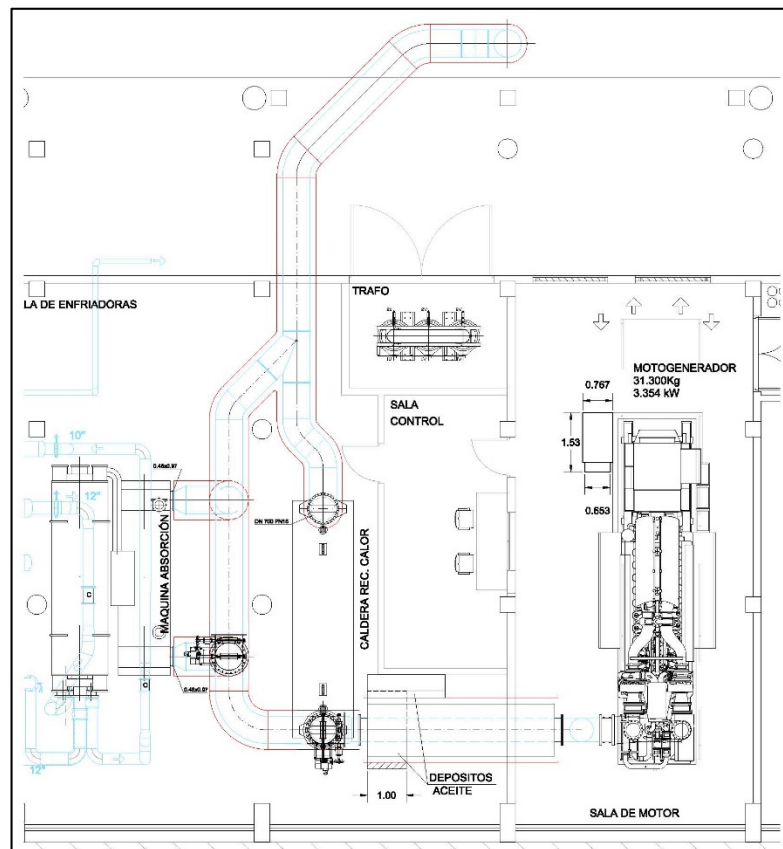 TRAFO
LA DE ENFRIADORAS
MOTOGENERADOR
31.300Kg
3.354 kW
0.767
SALA
CONTROL
1.53
10"
0.48x0.97
12"
0.653
DN 700 PN16
MAQUINA ABSORCIÓN
CALDERA REC. CALOR
C
C
0.48x0.97
12"
DEPOSITOS
ACEITE
1.00
SALA DE MOTOR